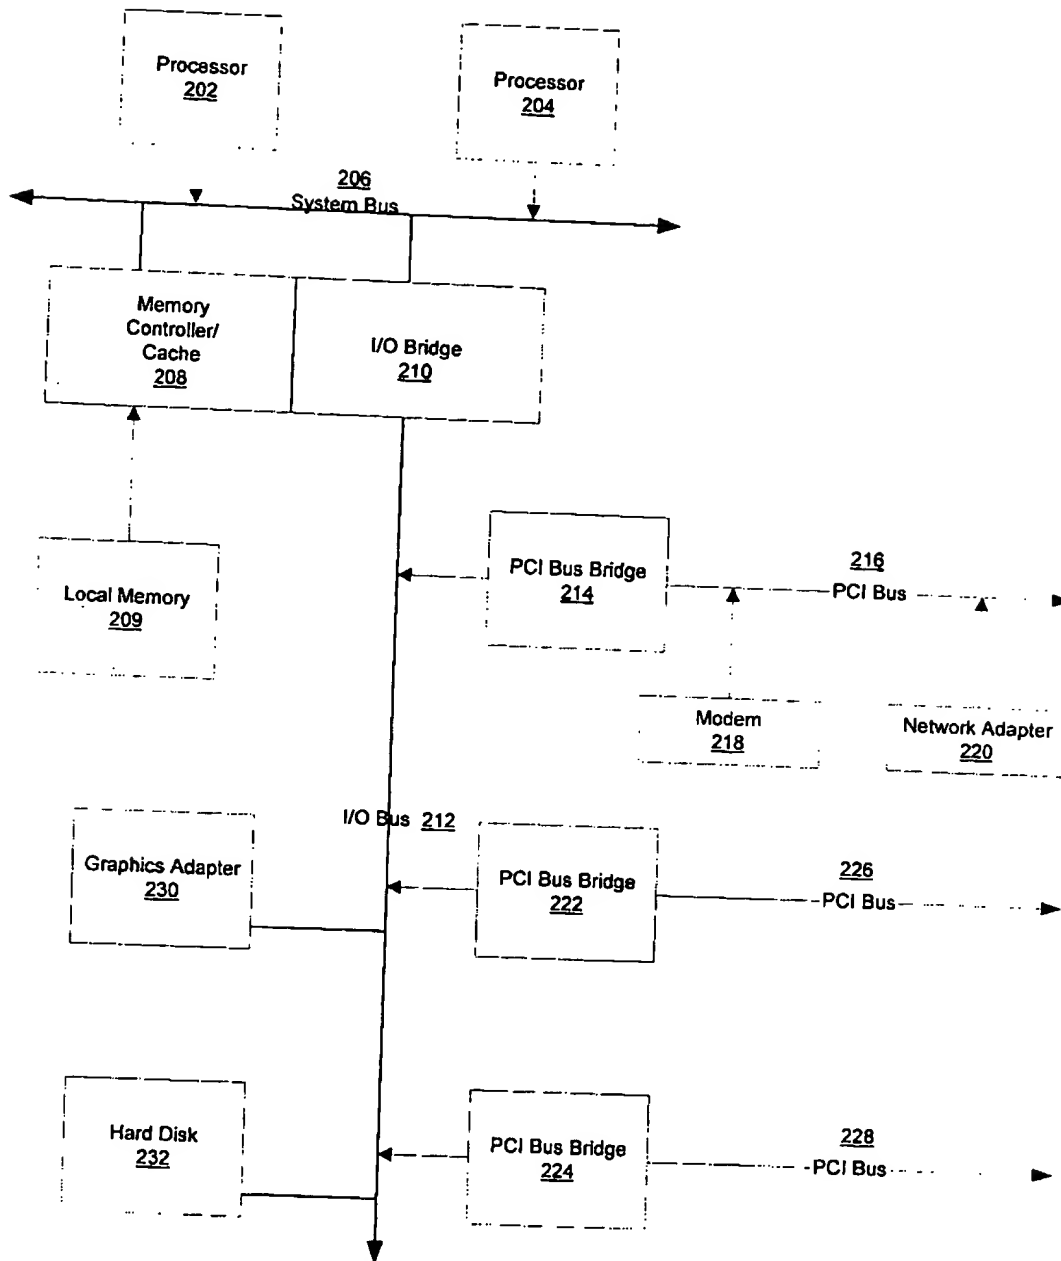 Processor
202
Processor
204
206
System Bus
Memory
Controller/
Cache
208
I/O Bridge
210
Local Memory
209
PCI Bus Bridge
214
216
PCI Bus
Modem
218
Network Adapter
220
I/O Bus 212
Graphics Adapter
230
PCI Bus Bridge
222
226
PCI Bus
Hard Disk
232
PCI Bus Bridge
224
228
PCI Bus